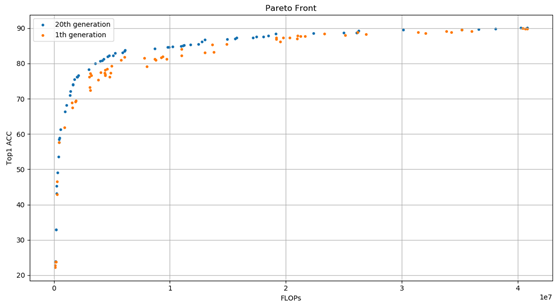 Pareto Front
20th generation
1th generation
90
80
70
60
50
40
30
20
Top1 ACC
0
1
2
3
4
1e7
FLOPs